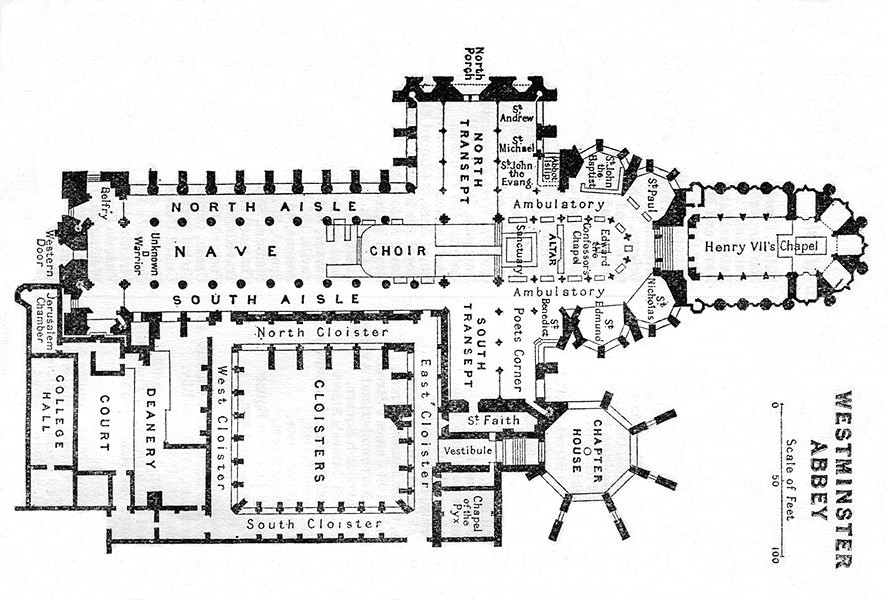 North
Porch
NORTH
TRANSEPT
St
Andrew
St
Michael
St John
the
Evang.
Abbot
Islip
St John
the
Baptist
St Paul
Belfry
NORTH AISLE
Ambulatory
Western
Door
Unknown
Warrior
NAVE
CHOIR
Sanctuary
ALTAR
Edward
the
Confessor's
Chapel
Henry VII's Chapel
SOUTH AISLE
Ambulatory
St
Nicholas
St
Edmund
St
Benedict
Jerusalem
Chamber
North Cloister
SOUTH
TRANSEPT
Poets Corner
COLLEGE
HALL
COURT
DEANERY
West Cloister
CLOISTERS
East Cloister
St Faith
Vestibule
CHAPTER
HOUSE
Chapel
of the
Pyx
South Cloister
WESTMINSTER
ABBEY
Scale of Feet
0
50
100